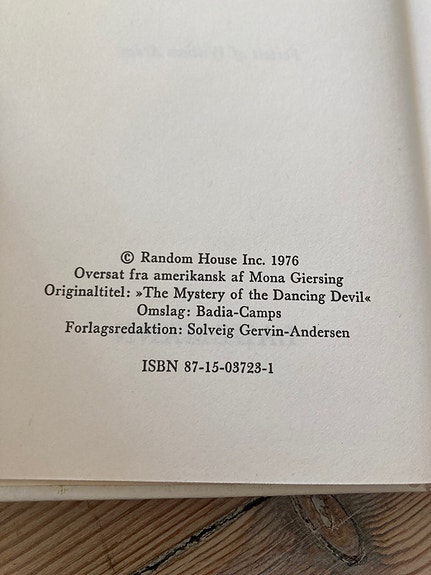 © Random House Inc. 1976
Oversat fra amerikansk af Mona Giersing
Originaltitel: »The Mystery of the Dancing Devil«
Omslag: Badia-Camps
Forlagsredaktion: Solveig Gervin-Andersen
ISBN 87-15-03723-1